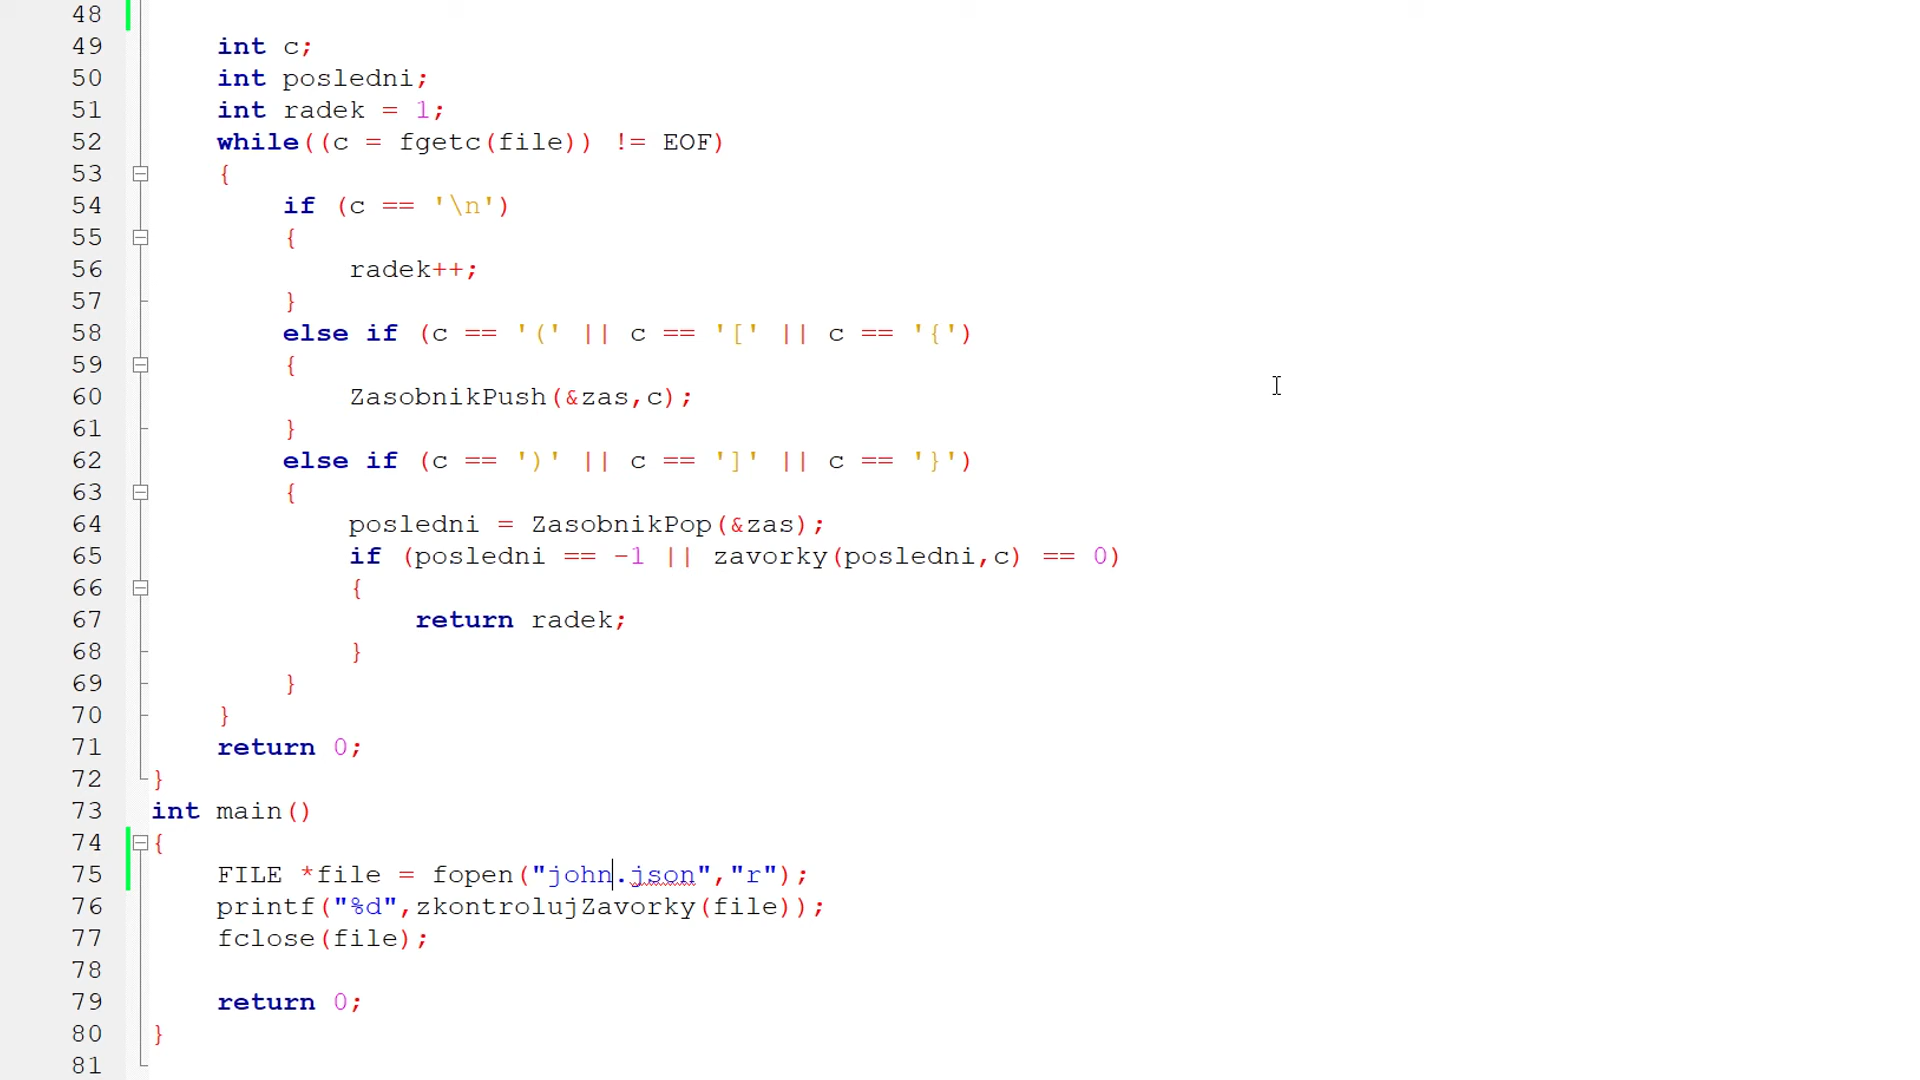 48
49 int c;
50 int posledni;
51 int radek = 1;
52 while((c = fgetc(file)) != EOF)
53 {
54 if (c == '\n')
55 {
56 radek++;
57 }
58 else if (c == '(' || c == '[' || c == '{')
59 {
60 ZasobnikPush(&zas,c);
61 }
62 else if (c == ')' || c == ']' || c == '}')
63 {
64 posledni = ZasobnikPop(&zas);
65 if (posledni == -1 || zavorky(posledni,c) == 0)
66 {
67 return radek;
68 }
69 }
70 }
71 return 0;
72 }
73 int main()
74 {
75 FILE *file = fopen("john.json","r");
76 printf("%d",zkontrolujZavorky(file));
77 fclose(file);
78
79 return 0;
80 }
81